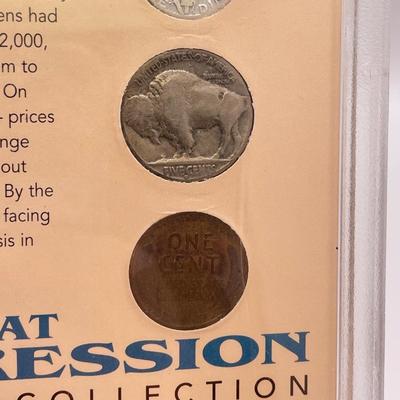 ens had
2,000,
m to
On
- prices
nge
out
By the
facing
sis in
UNITED STATES OF AMERICA
FIVE CENTS
ONE
CENT
AT
RESSION
COLLECTION